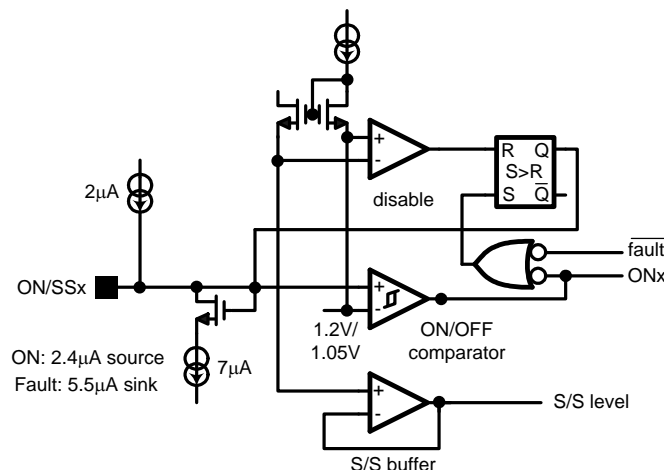 +
-
disable
R Q
S>R
S Q̅
2µA
f̅a̅u̅l̅t̅
ON/SSx
ONx
+
-
1.2V/
1.05V
ON/OFF
comparator
ON: 2.4µA source
Fault: 5.5µA sink
7µA
+
-
S/S level
S/S buffer